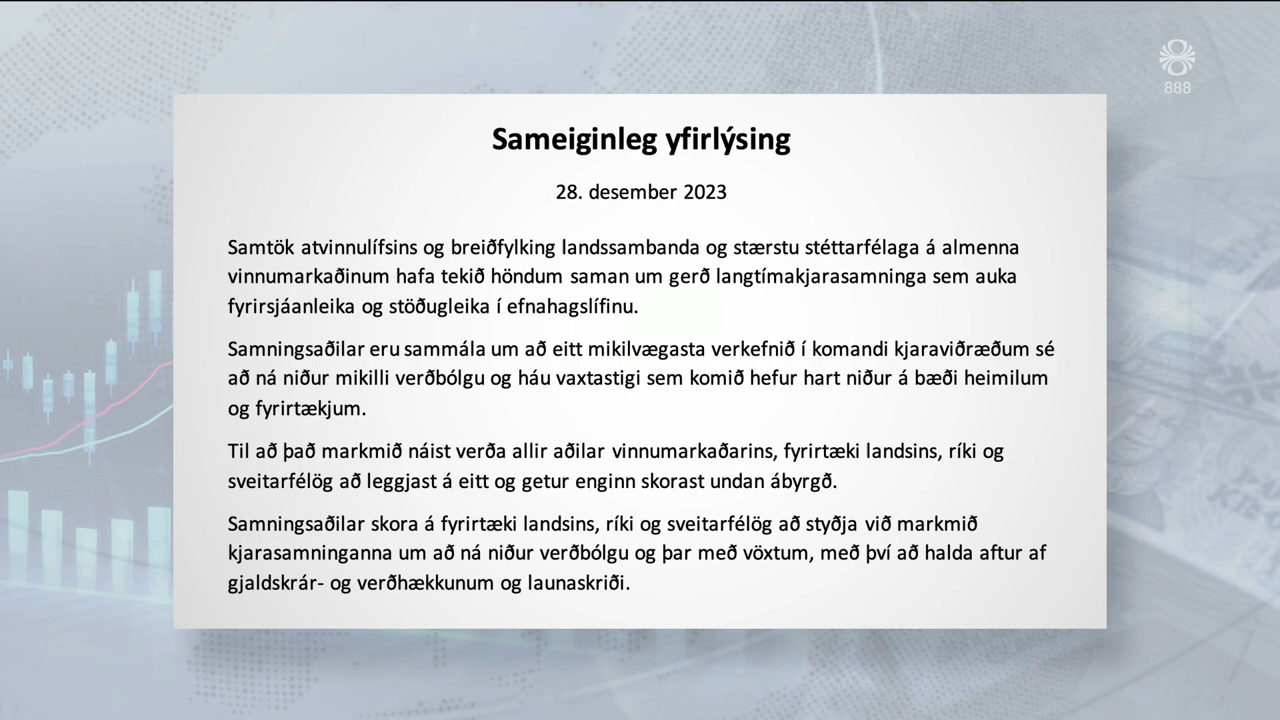 888
Sameiginleg yfirlýsing
28. desember 2023
Samtök atvinnulífsins og breiðfylking landssambanda og stærstu stéttarfélaga á almenna
vinnumarkaðinum hafa tekið höndum saman um gerð langtímakjarasamninga sem auka
fyrirsjáanleika og stöðugleika í efnahagslífinu.
Samningsaðilar eru sammála um að eitt mikilvægasta verkefnið í komandi kjaraviðræðum sé
að ná niður mikilli verðbólgu og háu vaxtastigi sem komið hefur hart niður á bæði heimilum
og fyrirtækjum.
Til að það markmið náist verða allir aðilar vinnumarkaðarins, fyrirtæki landsins, ríki og
sveitarfélög að leggjast á eitt og getur enginn skorast undan ábyrgð.
Samningsaðilar skora á fyrirtæki landsins, ríki og sveitarfélög að styðja við markmið
kjarasamninganna um að ná niður verðbólgu og þar með vöxtum, með því að halda aftur af
gjaldskrár- og verðhækkunum og launaskriði.